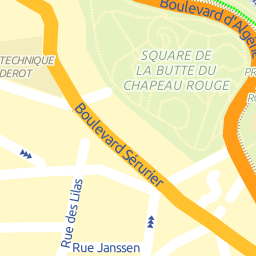 Boulevard d'Algérie
SQUARE DE
LA BUTTE DU
CHAPEAU ROUGE
TECHNIQUE
DEROT
Boulevard Sérurier
Rue des Lilas
Rue Janssen